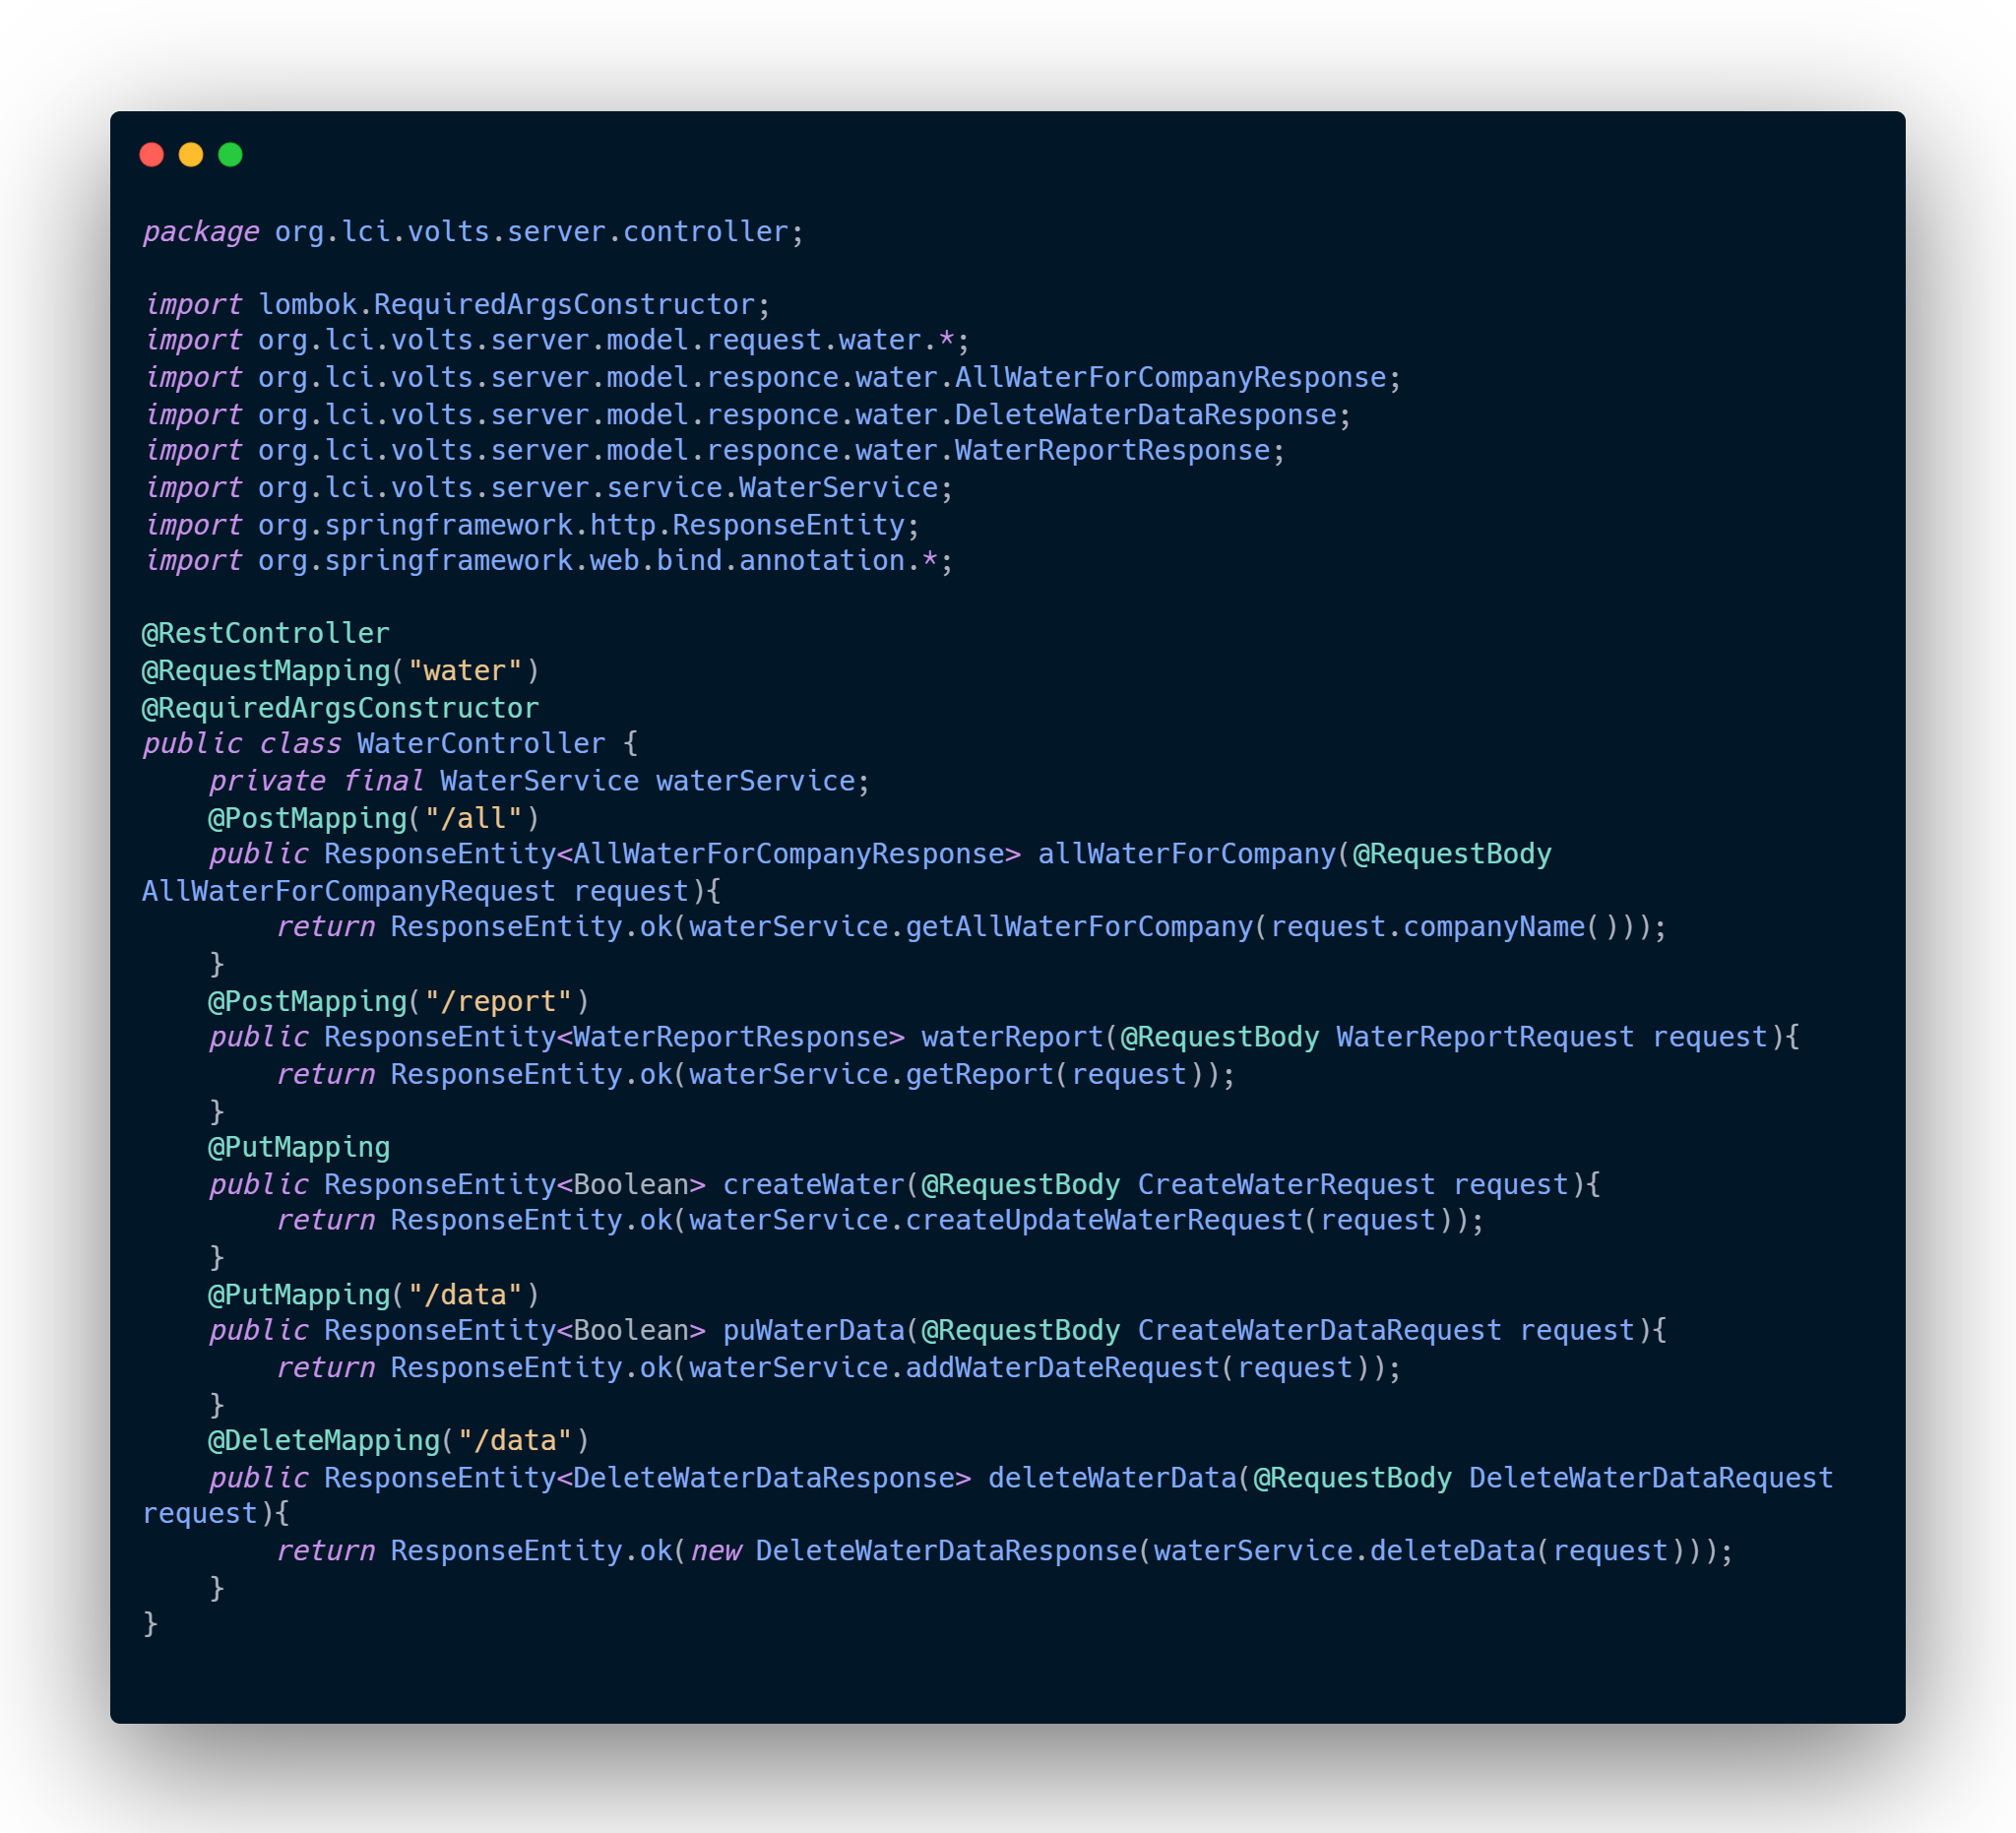 package org.lci.volts.server.controller;

import lombok.RequiredArgsConstructor;
import org.lci.volts.server.model.request.water.*;
import org.lci.volts.server.model.responce.water.AllWaterForCompanyResponse;
import org.lci.volts.server.model.responce.water.DeleteWaterDataResponse;
import org.lci.volts.server.model.responce.water.WaterReportResponse;
import org.lci.volts.server.service.WaterService;
import org.springframework.http.ResponseEntity;
import org.springframework.web.bind.annotation.*;

@RestController
@RequestMapping("water")
@RequiredArgsConstructor
public class WaterController {
    private final WaterService waterService;
    @PostMapping("/all")
    public ResponseEntity<AllWaterForCompanyResponse> allWaterForCompany(@RequestBody
AllWaterForCompanyRequest request){
        return ResponseEntity.ok(waterService.getAllWaterForCompany(request.companyName()));
    }
    @PostMapping("/report")
    public ResponseEntity<WaterReportResponse> waterReport(@RequestBody WaterReportRequest request){
        return ResponseEntity.ok(waterService.getReport(request));
    }
    @PutMapping
    public ResponseEntity<Boolean> createWater(@RequestBody CreateWaterRequest request){
        return ResponseEntity.ok(waterService.createUpdateWaterRequest(request));
    }
    @PutMapping("/data")
    public ResponseEntity<Boolean> puWaterData(@RequestBody CreateWaterDataRequest request){
        return ResponseEntity.ok(waterService.addWaterDateRequest(request));
    }
    @DeleteMapping("/data")
    public ResponseEntity<DeleteWaterDataResponse> deleteWaterData(@RequestBody DeleteWaterDataRequest
request){
        return ResponseEntity.ok(new DeleteWaterDataResponse(waterService.deleteData(request)));
    }
}